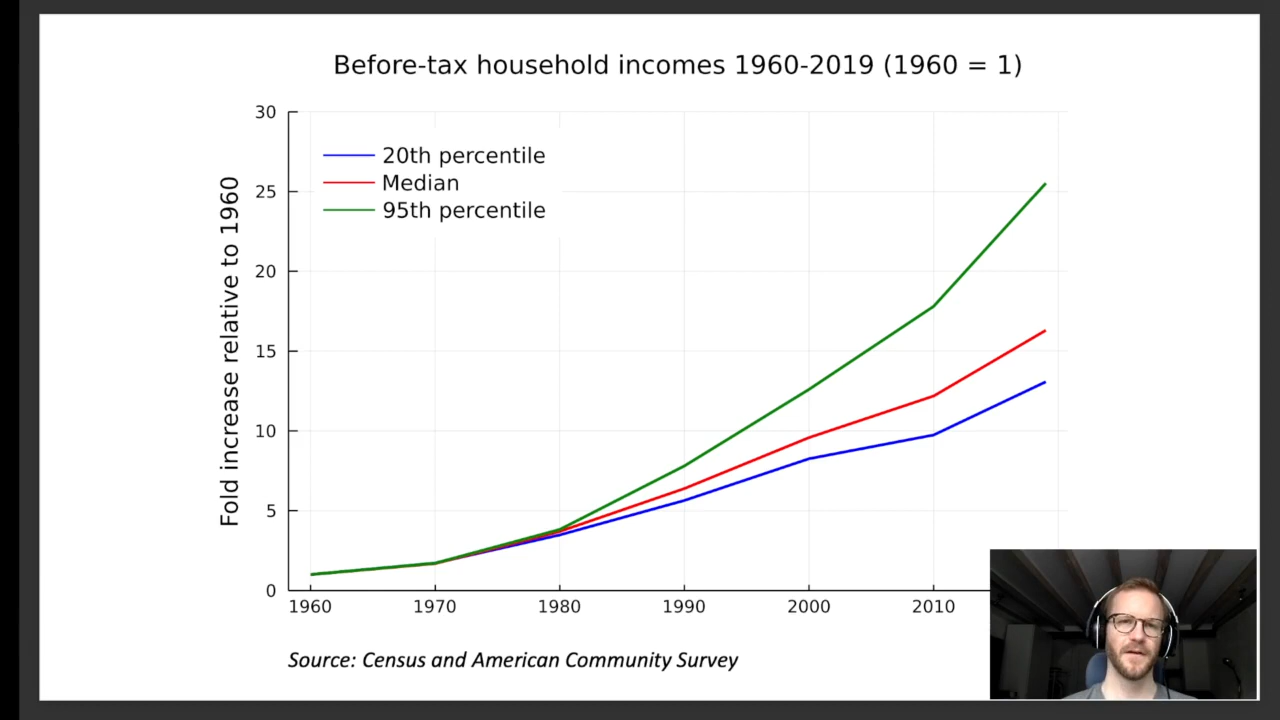 Before-tax household incomes 1960-2019 (1960 = 1)
30
25
20
15
10
5
0
Fold increase relative to 1960
20th percentile
Median
95th percentile
1960 1970 1980 1990 2000 2010
Source: Census and American Community Survey